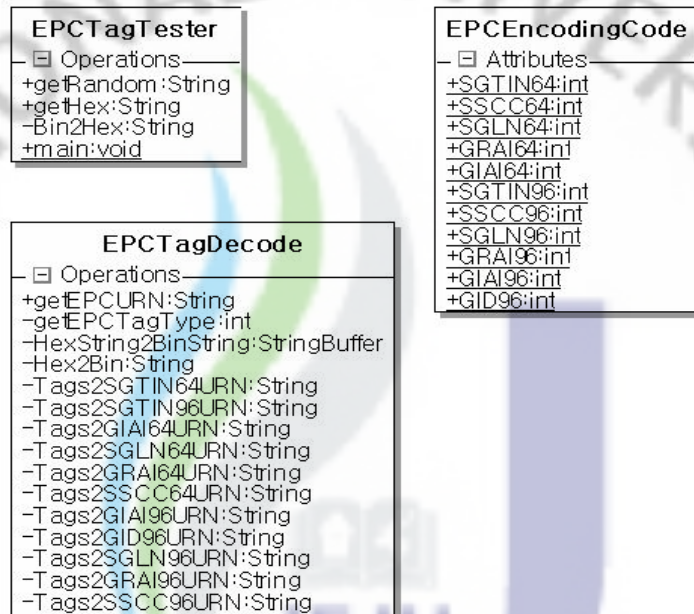 EPCTagTester
Operations
+getRandom:String
+getHex:String
-Bin2Hex:String
+main:void
EPCEncodingCode
Attributes
+SGTIN64:int
+SSCC64:int
+SGLN64:int
+GRAI64:int
+GIAI64:int
+SGTIN96:int
+SSCC96:int
+SGLN96:int
+GRAI96:int
+GIAI96:int
+GID96:int
EPCTagDecode
Operations
+getEPCURN:String
-getEPCTagType:int
-HexString2BinString:StringBuffer
-Hex2Bin:String
-Tags2SGTIN64URN:String
-Tags2SGTIN96URN:String
-Tags2GIAI64URN:String
-Tags2SGLN64URN:String
-Tags2GRAI64URN:String
-Tags2SSCC64URN:String
-Tags2GIAI96URN:String
-Tags2GID96URN:String
-Tags2SGLN96URN:String
-Tags2GRAI96URN:String
-Tags2SSCC96URN:String